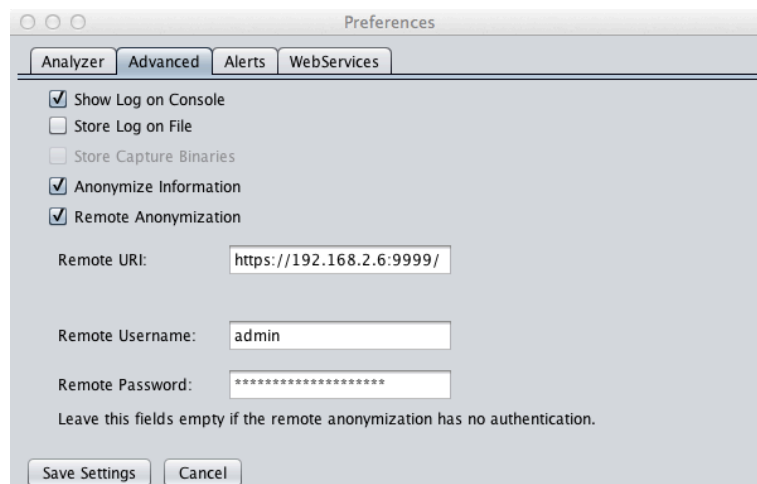 Preferences
Analyzer Advanced Alerts WebServices
Show Log on Console
Store Log on File
Store Capture Binaries
Anonymize Information
Remote Anonymization
Remote URI: https://192.168.2.6:9999/
Remote Username: admin
Remote Password: ********************
Leave this fields empty if the remote anonymization has no authentication.
Save Settings Cancel